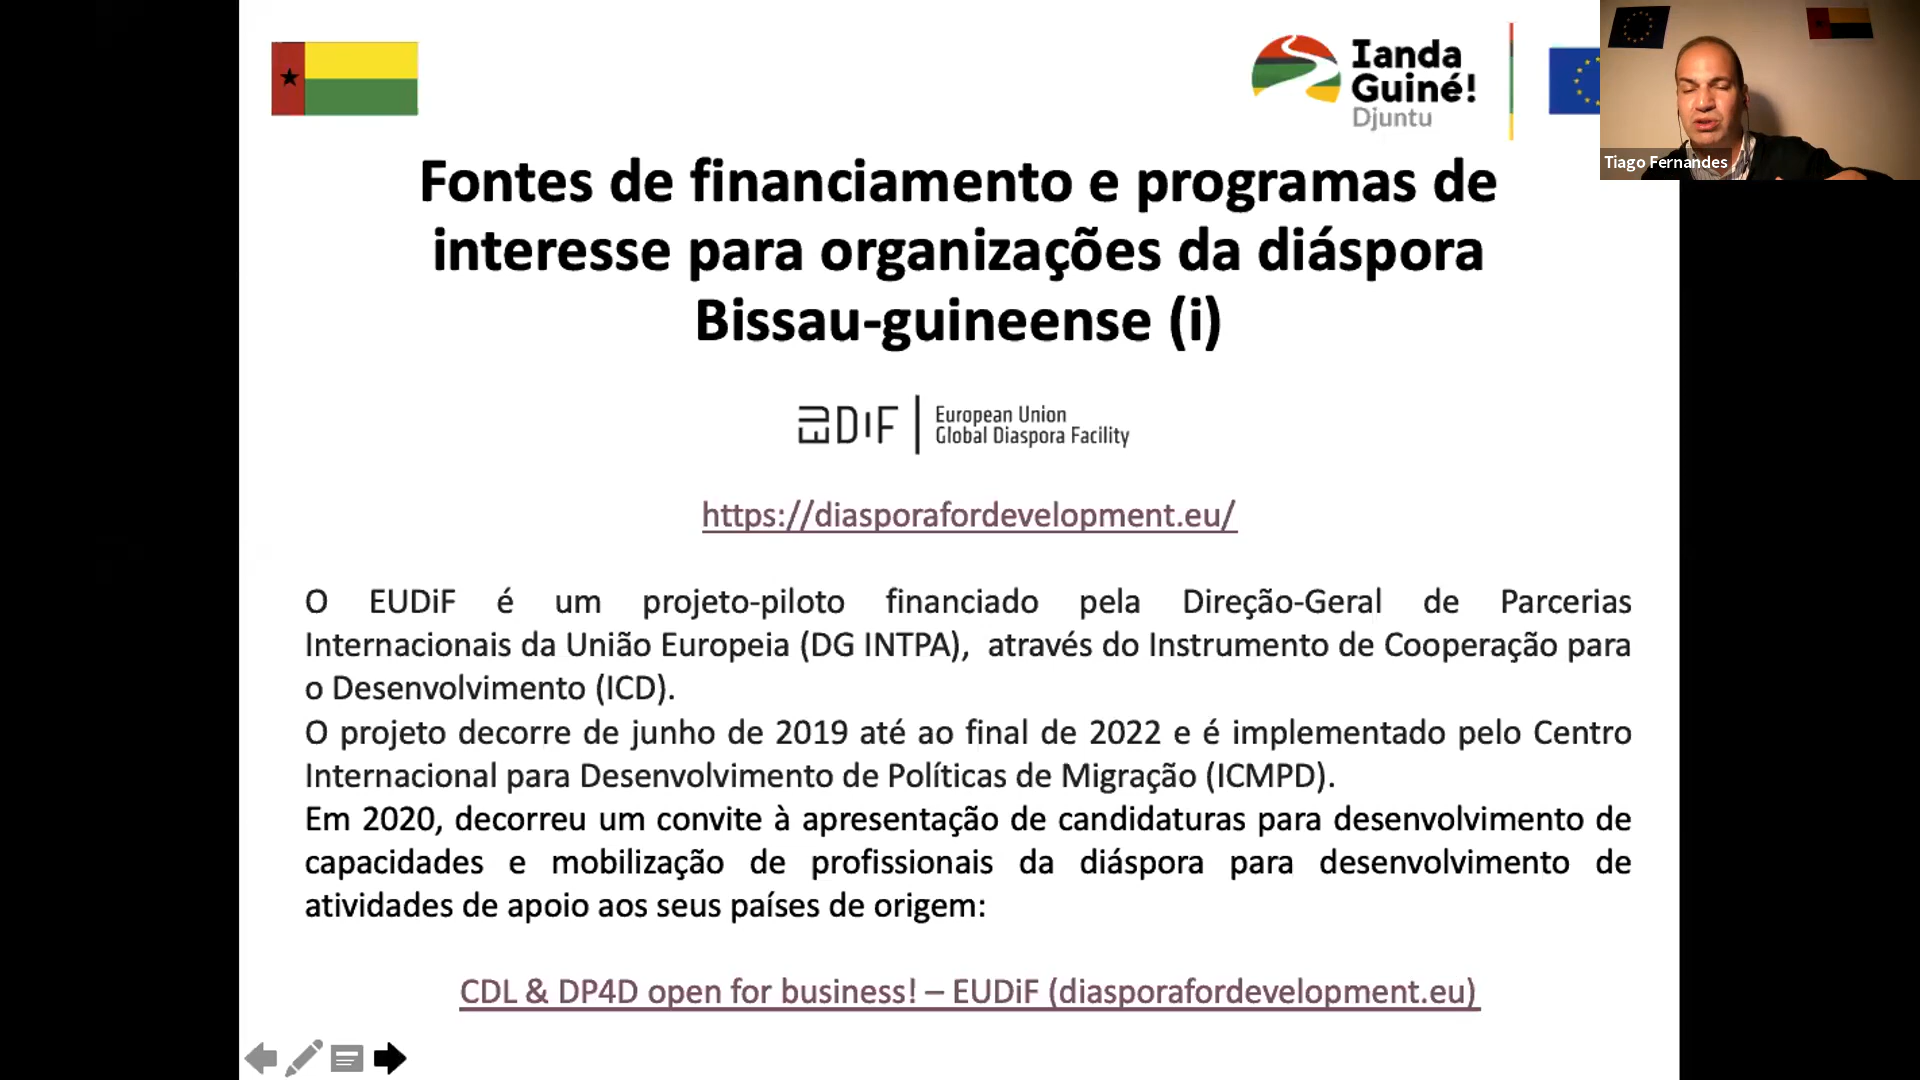 Ianda
Guiné!
Djuntu
Tiago Fernandes
Fontes de financiamento e programas de
interesse para organizações da diáspora
Bissau-guineense (i)
EUDiF
European Union
Global Diaspora Facility
https://diasporafordevelopment.eu/
O EUDiF é um projeto-piloto financiado pela Direção-Geral de Parcerias
Internacionais da União Europeia (DG INTPA), através do Instrumento de Cooperação para
o Desenvolvimento (ICD).
O projeto decorre de junho de 2019 até ao final de 2022 e é implementado pelo Centro
Internacional para Desenvolvimento de Políticas de Migração (ICMPD).
Em 2020, decorreu um convite à apresentação de candidaturas para desenvolvimento de
capacidades e mobilização de profissionais da diáspora para desenvolvimento de
atividades de apoio aos seus países de origem:
CDL & DP4D open for business! – EUDiF (diasporafordevelopment.eu)